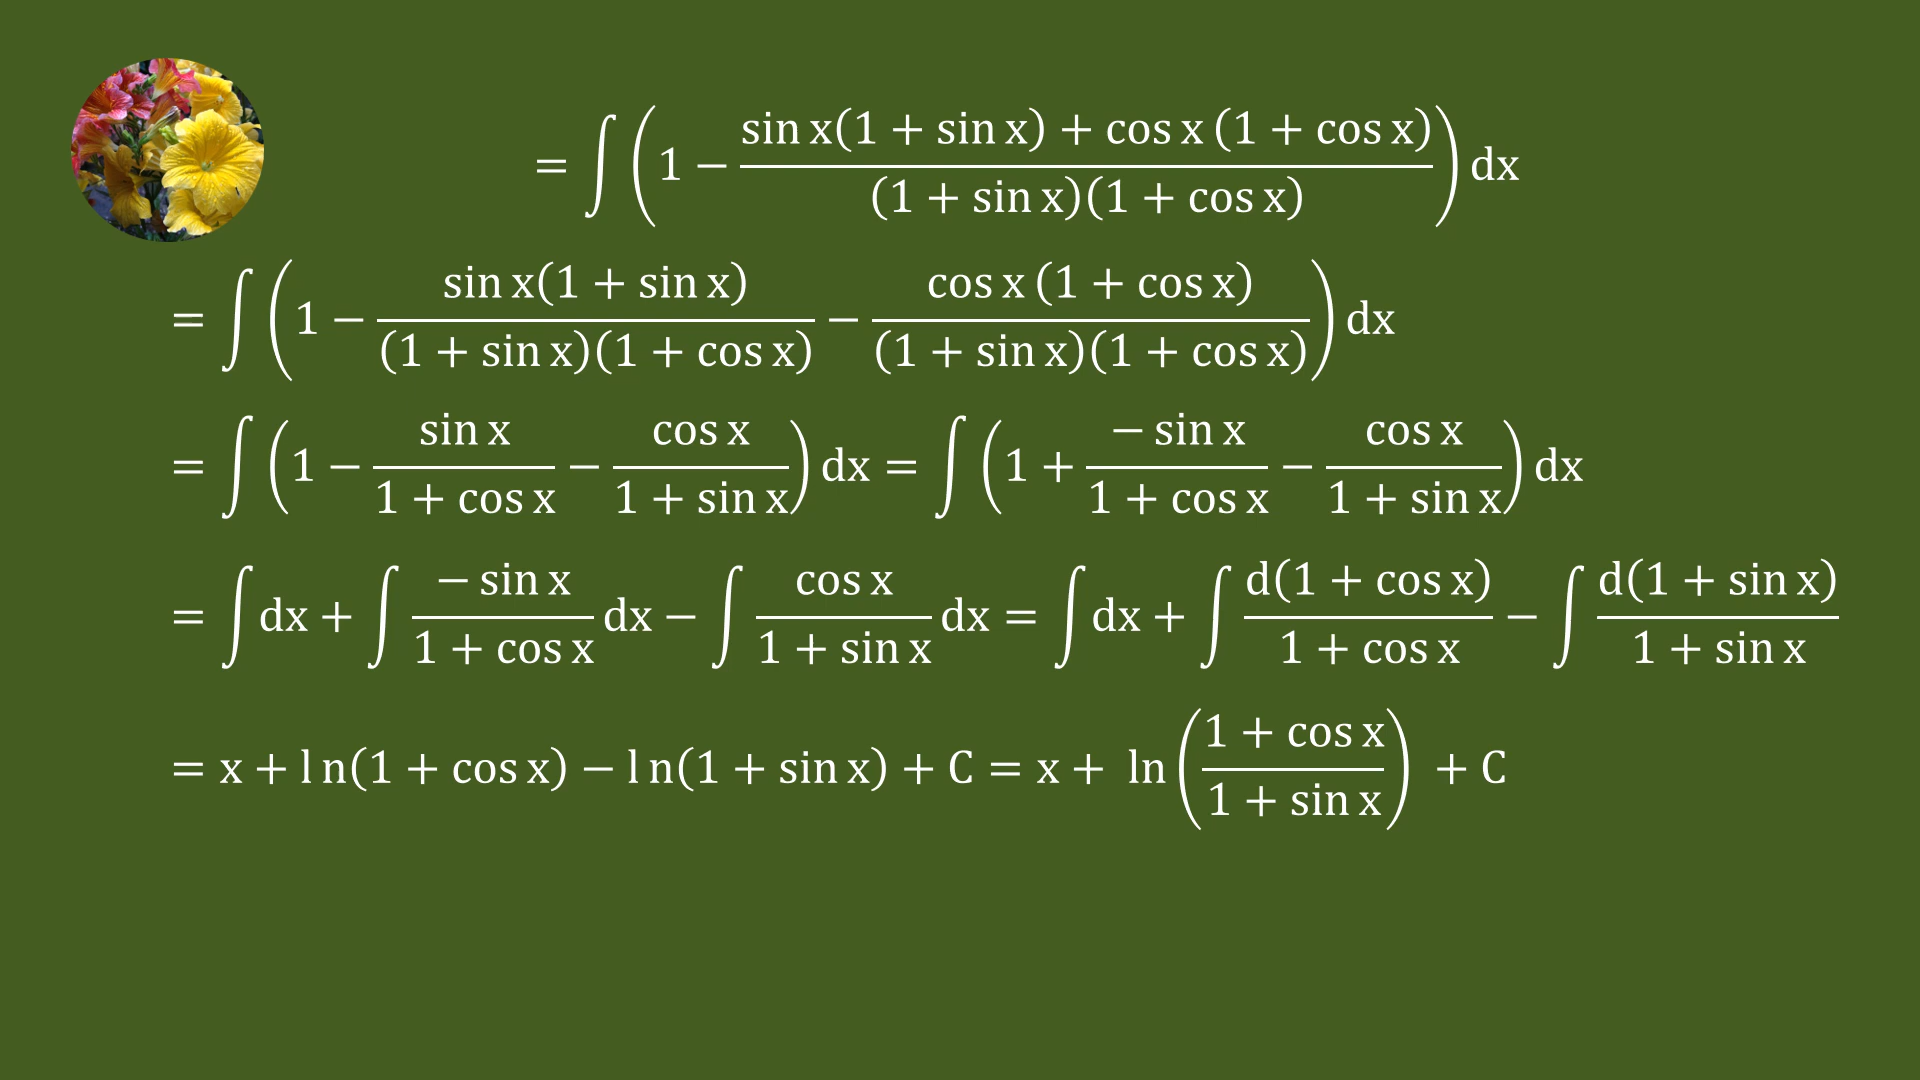 = ∫ (1 − (sin x(1 + sin x) + cos x (1 + cos x))/((1 + sin x)(1 + cos x))) dx
= ∫ (1 − (sin x(1 + sin x))/((1 + sin x)(1 + cos x)) − (cos x (1 + cos x))/((1 + sin x)(1 + cos x))) dx
= ∫ (1 − (sin x)/(1 + cos x) − (cos x)/(1 + sin x)) dx = ∫ (1 + (− sin x)/(1 + cos x) − (cos x)/(1 + sin x)) dx
= ∫ dx + ∫ (− sin x)/(1 + cos x) dx − ∫ (cos x)/(1 + sin x) dx = ∫ dx + ∫ (d(1 + cos x))/(1 + cos x) − ∫ (d(1 + sin x))/(1 + sin x)
= x + l n(1 + cos x) − l n(1 + sin x) + C = x + ln((1 + cos x)/(1 + sin x)) + C